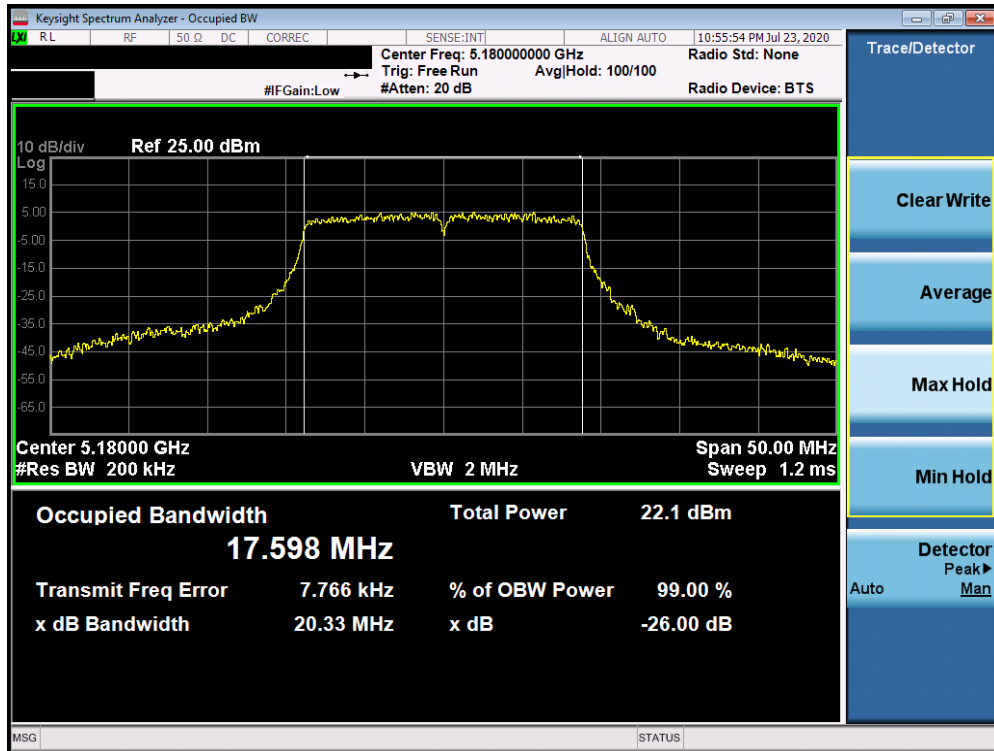 Keysight Spectrum Analyzer - Occupied BW
LXI RL RF 50 Ω DC CORREC SENSE:INT ALIGN AUTO 10:55:54 PM Jul 23, 2020
Center Freq: 5.180000000 GHz Radio Std: None
Trig: Free Run Avg|Hold: 100/100
#IFGain:Low #Atten: 20 dB Radio Device: BTS
10 dB/div Ref 25.00 dBm
Log
15.0
5.00
-5.00
-15.0
-25.0
-35.0
-45.0
-55.0
-65.0
Center 5.18000 GHz Span 50.00 MHz
#Res BW 200 kHz VBW 2 MHz Sweep 1.2 ms
Occupied Bandwidth Total Power 22.1 dBm
17.598 MHz
Transmit Freq Error 7.766 kHz % of OBW Power 99.00 %
x dB Bandwidth 20.33 MHz x dB -26.00 dB
MSG STATUS
Trace/Detector
Clear Write
Average
Max Hold
Min Hold
Detector
Peak▶
Auto Man